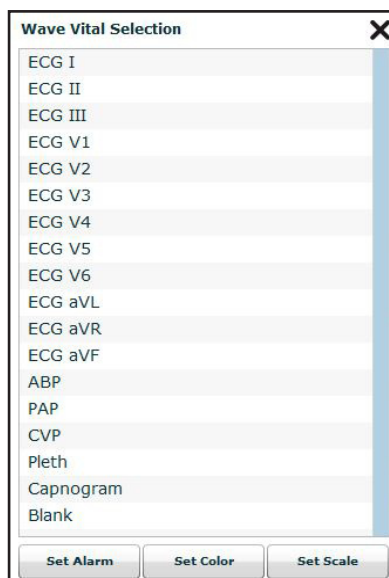 Wave Vital Selection
ECG I
ECG II
ECG III
ECG V1
ECG V2
ECG V3
ECG V4
ECG V5
ECG V6
ECG aVL
ECG aVR
ECG aVF
ABP
PAP
CVP
Pleth
Capnogram
Blank
Set Alarm Set Color Set Scale